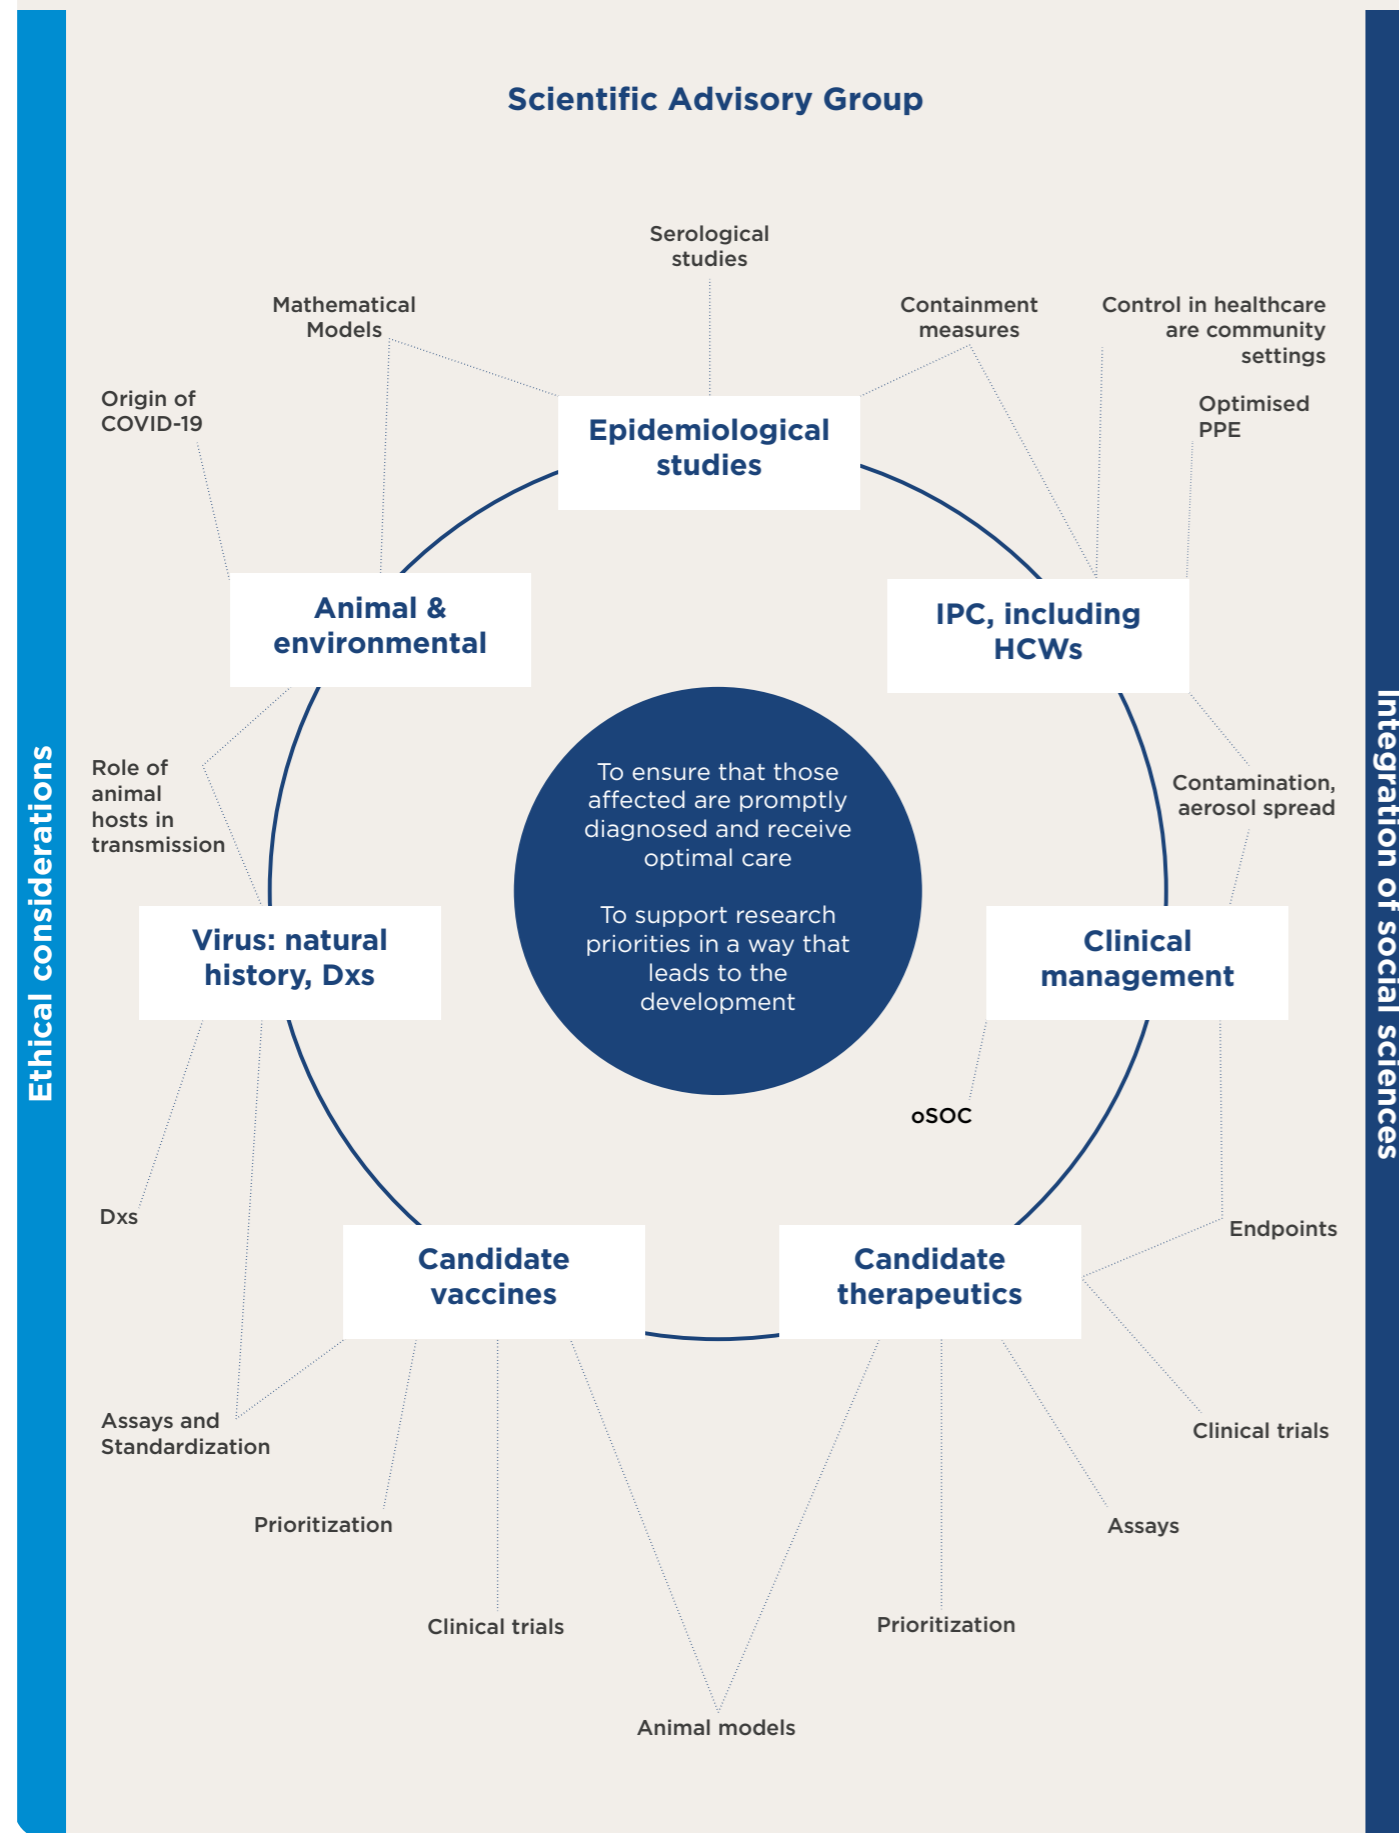 Scientific Advisory Group
Serological
studies
Mathematical
Models
Containment
measures
Control in healthcare
are community
settings
Origin of
COVID-19
Optimised
PPE
Epidemiological
studies
Animal &
environmental
IPC, including
HCWs
Role of
animal
hosts in
transmission
To ensure that those
affected are promptly
diagnosed and receive
optimal care
To support research
priorities in a way that
leads to the
development
Contamination,
aerosol spread
Virus: natural
history, Dxs
Clinical
management
oSOC
Dxs
Endpoints
Candidate
vaccines
Candidate
therapeutics
Assays and
Standardization
Clinical trials
Prioritization
Assays
Clinical trials
Prioritization
Animal models
Ethical considerations
Integration of social sciences